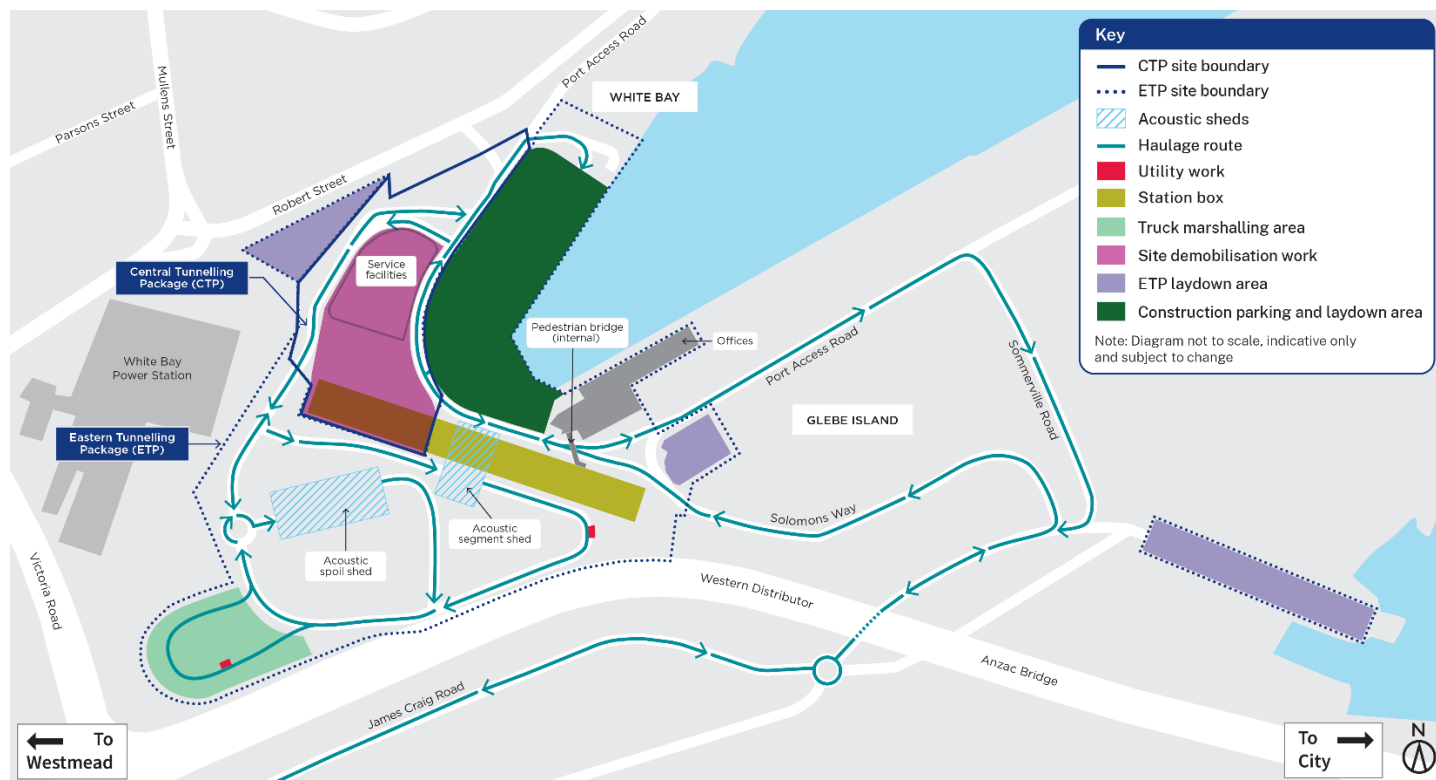 Key
CTP site boundary
ETP site boundary
Acoustic sheds
Haulage route
Utility work
Station box
Truck marshalling area
Site demobilisation work
ETP laydown area
Construction parking and laydown area
Note: Diagram not to scale, indicative only
and subject to change
Port Access Road
WHITE BAY
Mullens Street
Parsons Street
Robert Street
Central Tunnelling
Package (CTP)
Service
facilities
Pedestrian bridge
(internal)
Offices
Port Access Road
Sommerville Road
White Bay
Power Station
GLEBE ISLAND
Eastern Tunnelling
Package (ETP)
Solomons Way
Acoustic
segment shed
Acoustic
spoil shed
Victoria Road
Western Distributor
Anzac Bridge
James Craig Road
To
Westmead
To
City
N